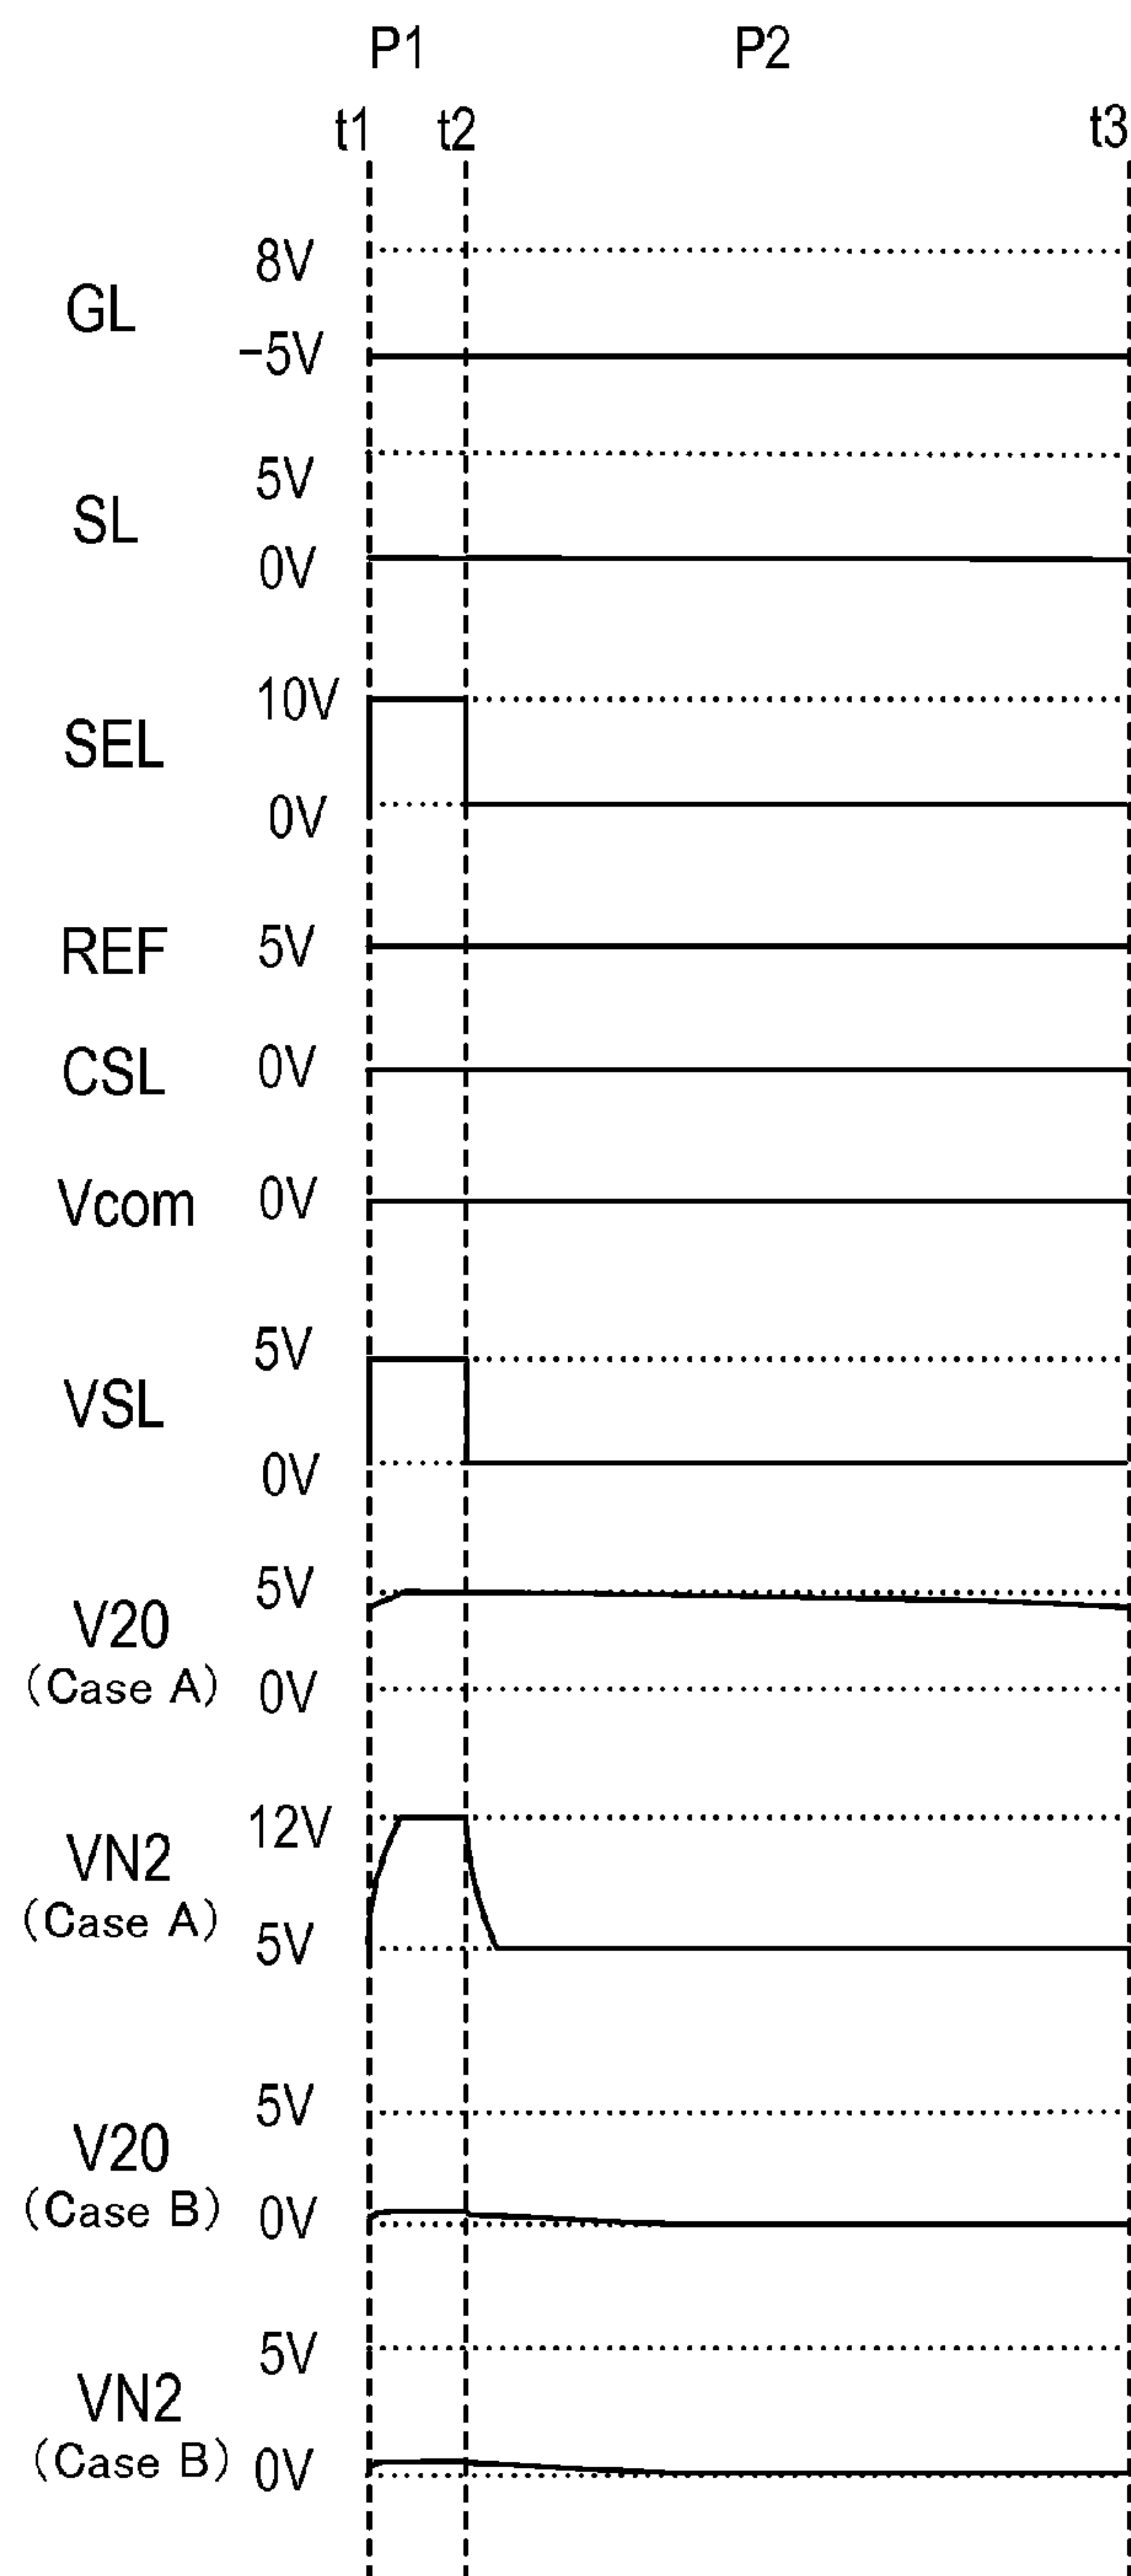 P1 P2
t1 t2 t3
8V
GL
−5V
5V
SL
0V
10V
SEL
0V
REF 5V
CSL 0V
Vcom 0V
5V
VSL
0V
5V
V20
(Case A) 0V
12V
VN2
(Case A)
5V
5V
V20
(Case B) 0V
5V
VN2
(Case B) 0V